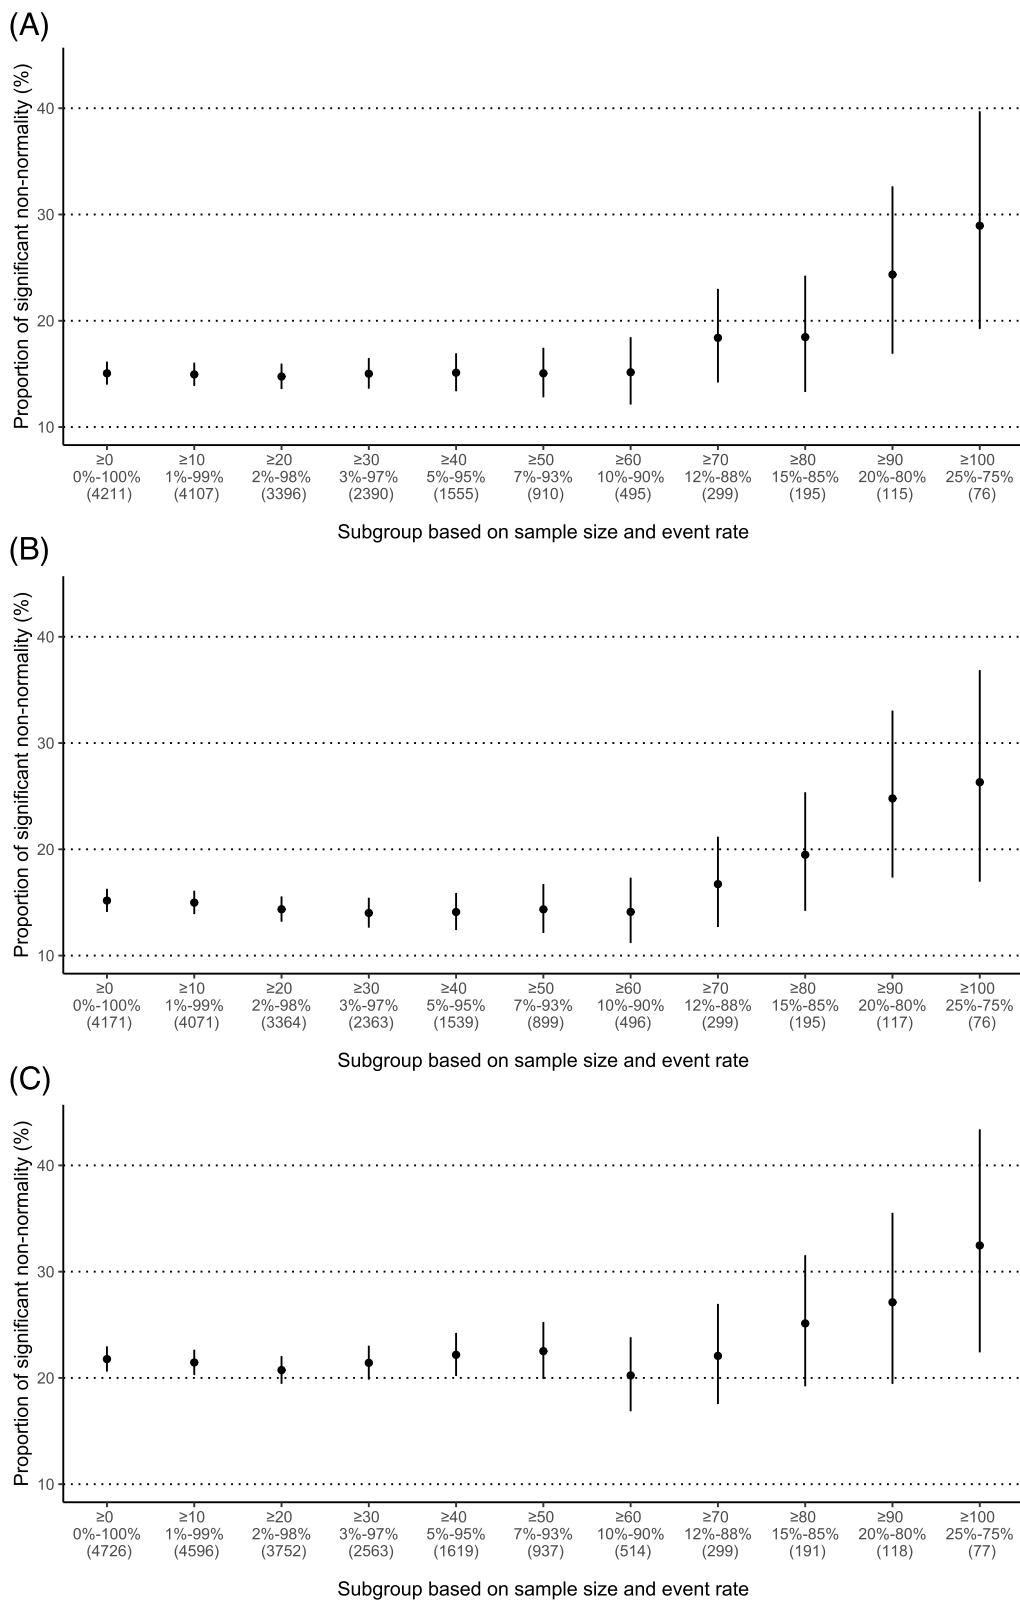 (A)
Proportion of significant non-normality (%)
40
30
20
10
≥0 ≥10 ≥20 ≥30 ≥40 ≥50 ≥60 ≥70 ≥80 ≥90 ≥100
0%-100% 1%-99% 2%-98% 3%-97% 5%-95% 7%-93% 10%-90% 12%-88% 15%-85% 20%-80% 25%-75%
(4211) (4107) (3396) (2390) (1555) (910) (495) (299) (195) (115) (76)
Subgroup based on sample size and event rate
(B)
Proportion of significant non-normality (%)
40
30
20
10
≥0 ≥10 ≥20 ≥30 ≥40 ≥50 ≥60 ≥70 ≥80 ≥90 ≥100
0%-100% 1%-99% 2%-98% 3%-97% 5%-95% 7%-93% 10%-90% 12%-88% 15%-85% 20%-80% 25%-75%
(4171) (4071) (3364) (2363) (1539) (899) (496) (299) (195) (117) (76)
Subgroup based on sample size and event rate
(C)
Proportion of significant non-normality (%)
40
30
20
10
≥0 ≥10 ≥20 ≥30 ≥40 ≥50 ≥60 ≥70 ≥80 ≥90 ≥100
0%-100% 1%-99% 2%-98% 3%-97% 5%-95% 7%-93% 10%-90% 12%-88% 15%-85% 20%-80% 25%-75%
(4726) (4596) (3752) (2563) (1619) (937) (514) (299) (191) (118) (77)
Subgroup based on sample size and event rate